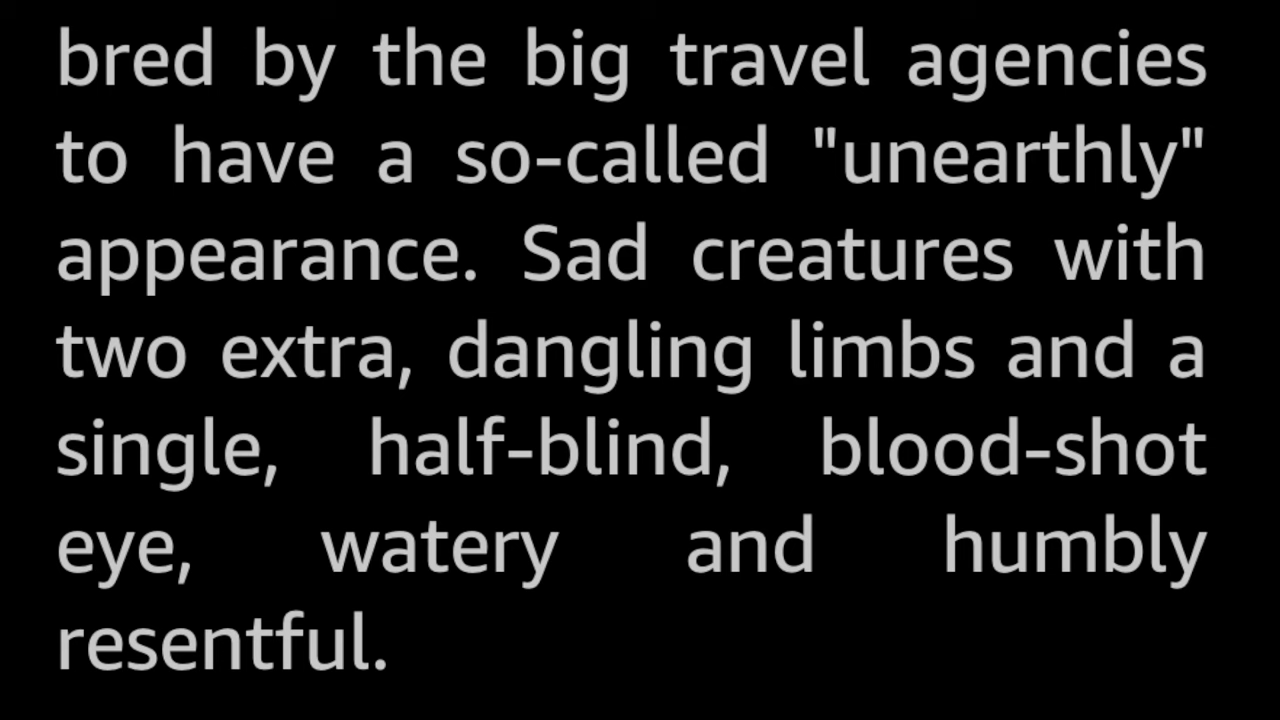 bred by the big travel agencies
to have a so-called "unearthly"
appearance. Sad creatures with
two extra, dangling limbs and a
single, half-blind, blood-shot
eye, watery and humbly
resentful.